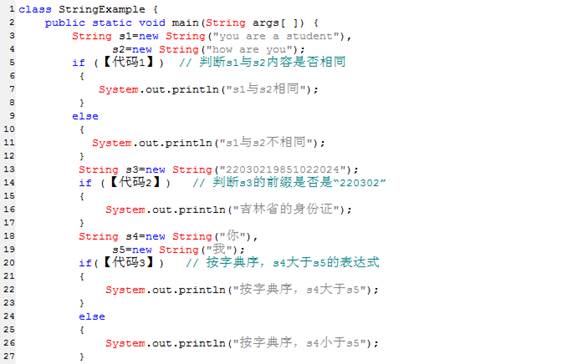 1 class StringExample {
2     public static void main(String args[ ]) {
3         String s1=new String("you are a student"),
4                s2=new String("how are you");
5         if (【代码1】)  // 判断s1与s2内容是否相同
6          {
7             System.out.println("s1与s2相同");
8          }
9         else
10          {
11            System.out.println("s1与s2不相同");
12          }
13          String s3=new String("22030219851022024");
14          if (【代码2】)   // 判断s3的前缀是否是“220302”
15          {
16              System.out.println("吉林省的身份证");
17          }
18          String s4=new String("你"),
19                 s5=new String("我");
20          if(【代码3】)   // 按字典序，s4大于s5的表达式
21          {
22              System.out.println("按字典序，s4大于s5");
23          }
24          else
25          {
26              System.out.println("按字典序，s4小于s5");
27          }